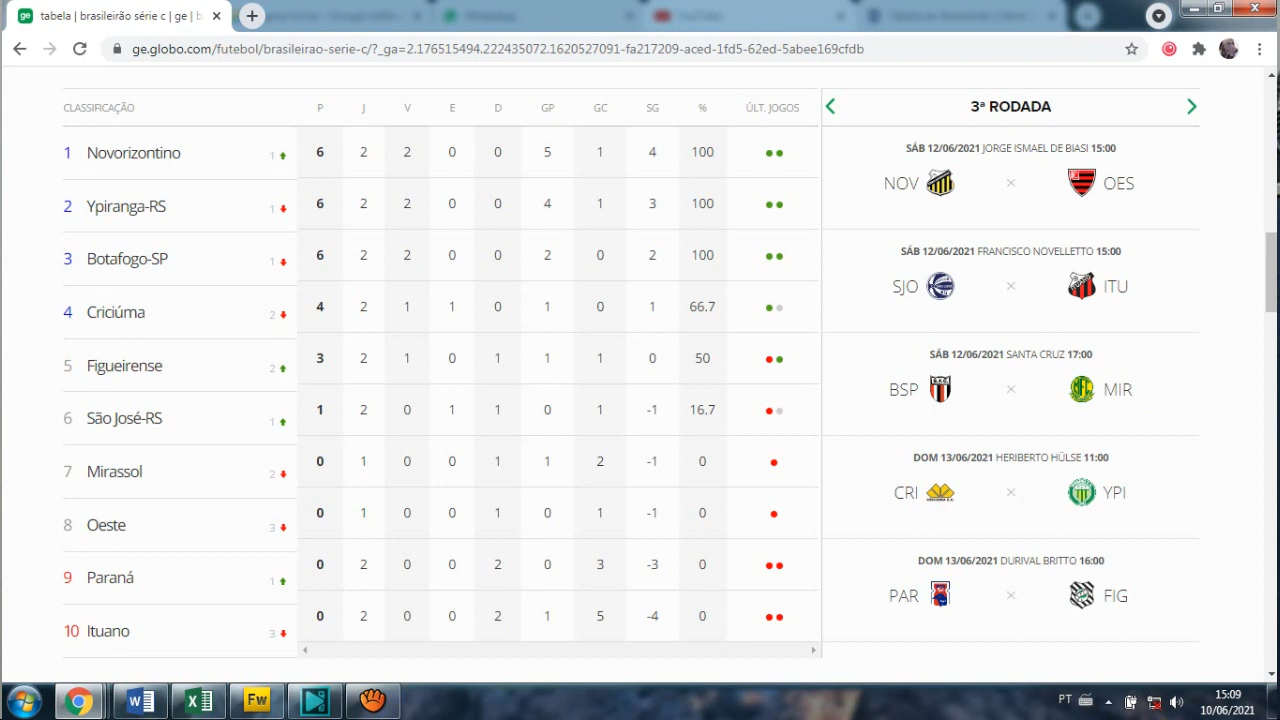 tabela | brasileirão série c | ge | b
ge.globo.com/futebol/brasileirao-serie-c/?_ga=2.176515494.222435072.1620527091-fa217209-aced-1fd5-62ed-5abee169cfdb
CLASSIFICAÇÃO P J V E D GP GC SG % ÚLT. JOGOS
1 Novorizontino 1 6 2 2 0 0 5 1 4 100
2 Ypiranga-RS 1 6 2 2 0 0 4 1 3 100
3 Botafogo-SP 1 6 2 2 0 0 2 0 2 100
4 Criciúma 2 4 2 1 1 0 1 0 1 66.7
5 Figueirense 2 3 2 1 0 1 1 1 0 50
6 São José-RS 1 1 2 0 1 1 0 1 -1 16.7
7 Mirassol 2 0 1 0 0 1 1 2 -1 0
8 Oeste 3 0 1 0 0 1 0 1 -1 0
9 Paraná 1 0 2 0 0 2 0 3 -3 0
10 Ituano 3 0 2 0 0 2 1 5 -4 0
3ª RODADA
SÁB 12/06/2021 JORGE ISMAEL DE BIASI 15:00
NOV × OES
SÁB 12/06/2021 FRANCISCO NOVELLETTO 15:00
SJO × ITU
SÁB 12/06/2021 SANTA CRUZ 17:00
BSP × MIR
DOM 13/06/2021 HERIBERTO HÜLSE 11:00
CRI × YPI
DOM 13/06/2021 DURIVAL BRITTO 16:00
PAR × FIG
Fw
PT
15:09
10/06/2021